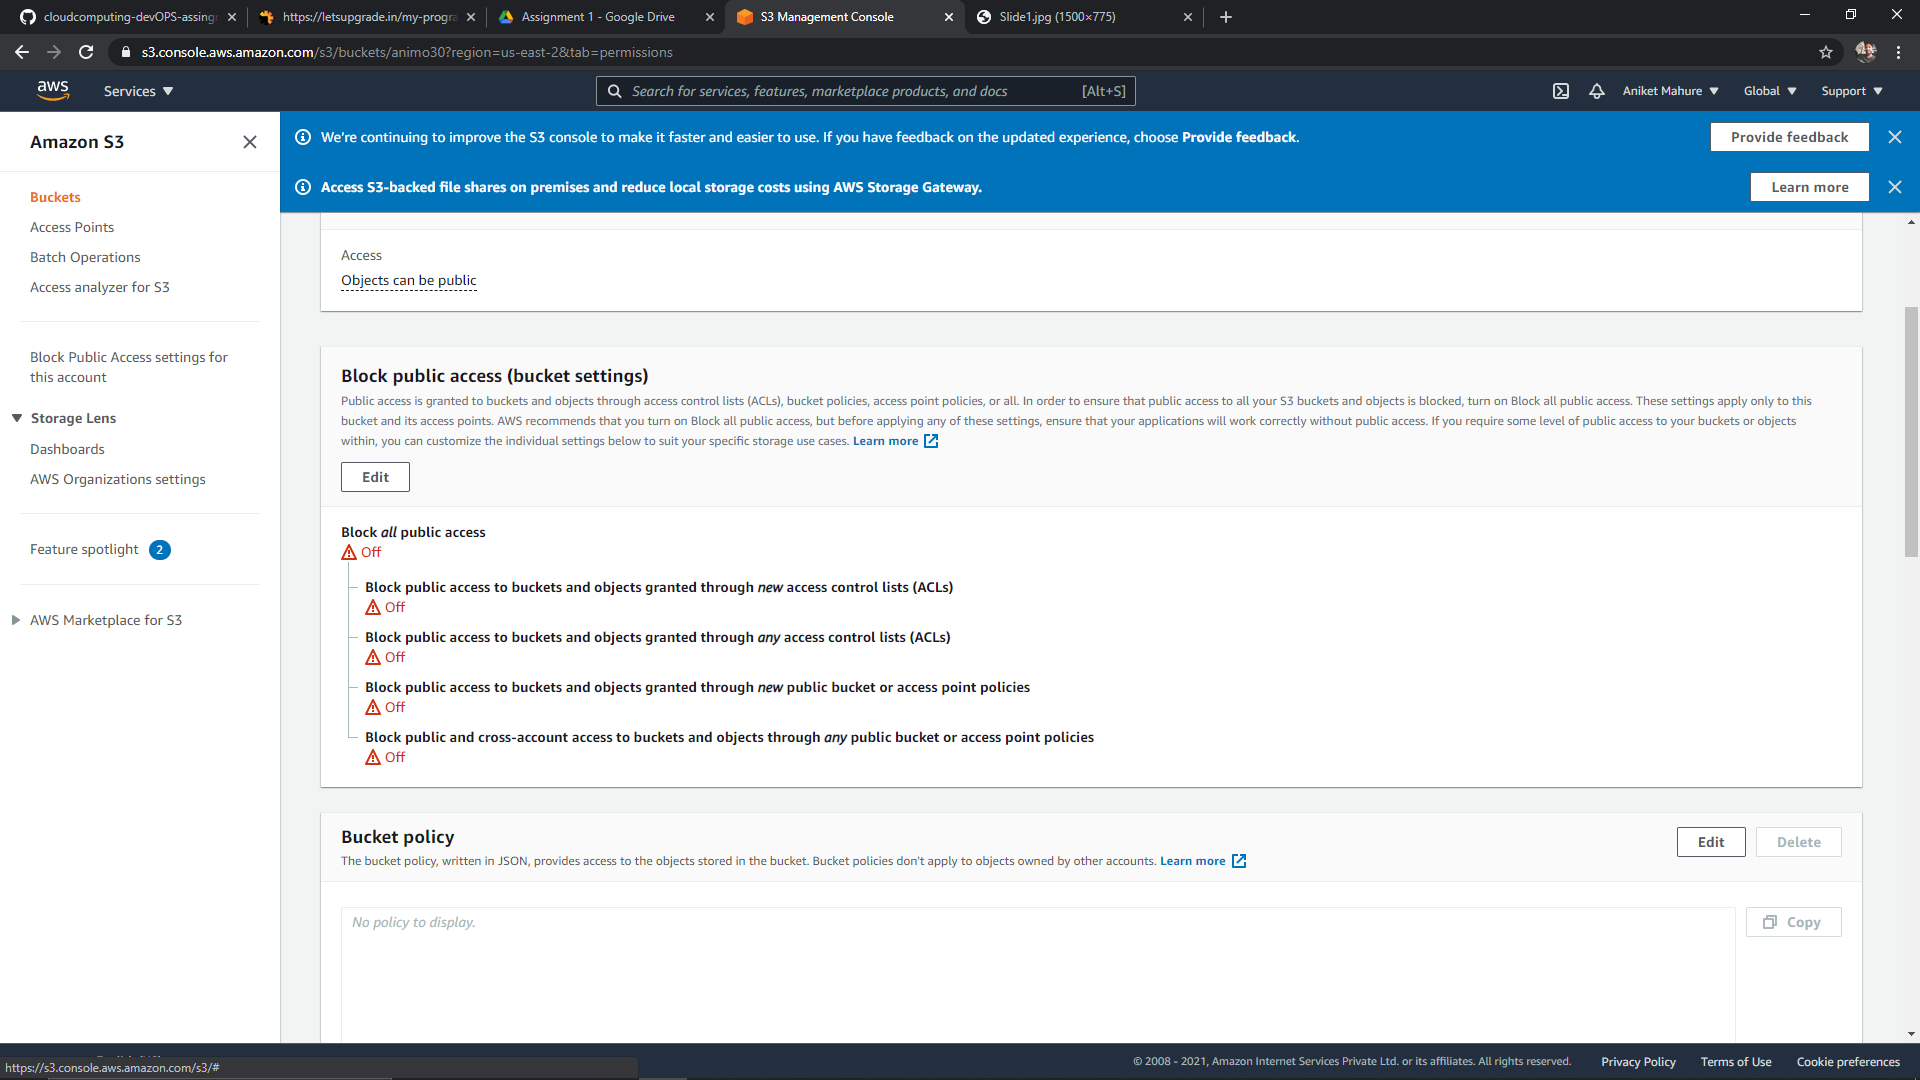 cloudcomputing-devOPS-assing
https://letsupgrade.in/my-progra
Assignment 1 - Google Drive
S3 Management Console
Slide1.jpg (1500×775)
s3.console.aws.amazon.com/s3/buckets/animo30?region=us-east-2&tab=permissions
aws
Services
Search for services, features, marketplace products, and docs
[Alt+S]
Aniket Mahure
Global
Support
Amazon S3
Buckets
Access Points
Batch Operations
Access analyzer for S3
Block Public Access settings for
this account
Storage Lens
Dashboards
AWS Organizations settings
Feature spotlight 2
AWS Marketplace for S3
We're continuing to improve the S3 console to make it faster and easier to use. If you have feedback on the updated experience, choose Provide feedback.
Provide feedback
Access S3-backed file shares on premises and reduce local storage costs using AWS Storage Gateway.
Learn more
Access
Objects can be public
Block public access (bucket settings)
Public access is granted to buckets and objects through access control lists (ACLs), bucket policies, access point policies, or all. In order to ensure that public access to all your S3 buckets and objects is blocked, turn on Block all public access. These settings apply only to this
bucket and its access points. AWS recommends that you turn on Block all public access, but before applying any of these settings, ensure that your applications will work correctly without public access. If you require some level of public access to your buckets or objects
within, you can customize the individual settings below to suit your specific storage use cases. Learn more
Edit
Block all public access
Off
Block public access to buckets and objects granted through new access control lists (ACLs)
Off
Block public access to buckets and objects granted through any access control lists (ACLs)
Off
Block public access to buckets and objects granted through new public bucket or access point policies
Off
Block public and cross-account access to buckets and objects through any public bucket or access point policies
Off
Bucket policy
Edit
Delete
The bucket policy, written in JSON, provides access to the objects stored in the bucket. Bucket policies don't apply to objects owned by other accounts. Learn more
No policy to display.
Copy
https://s3.console.aws.amazon.com/s3/#
© 2008 - 2021, Amazon Internet Services Private Ltd. or its affiliates. All rights reserved.
Privacy Policy
Terms of Use
Cookie preferences